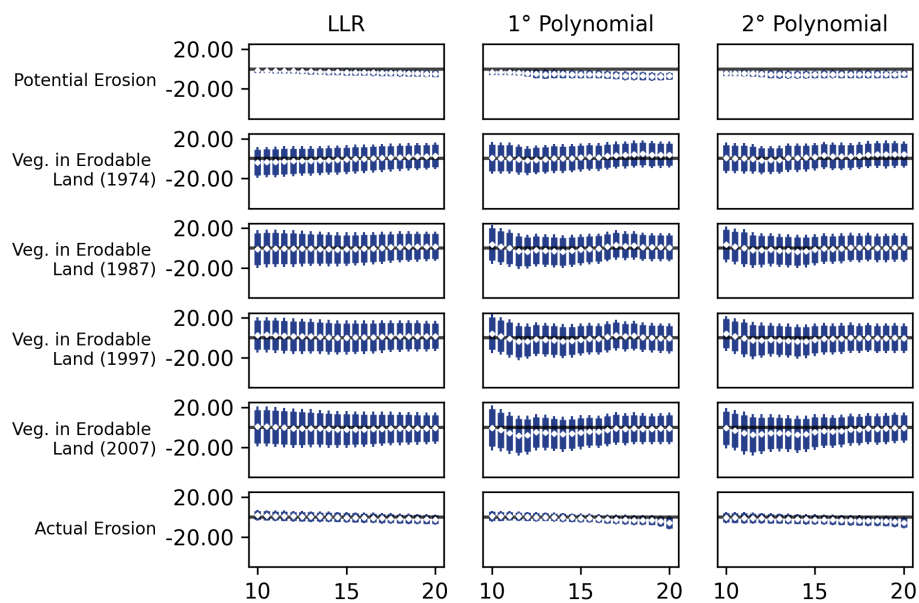 LLR 1° Polynomial 2° Polynomial
20.00
Potential Erosion
-20.00
20.00
Veg. in Erodable
Land (1974) -20.00
20.00
Veg. in Erodable
Land (1987) -20.00
20.00
Veg. in Erodable
Land (1997) -20.00
20.00
Veg. in Erodable
Land (2007) -20.00
20.00
Actual Erosion
-20.00
10 15 20 10 15 20 10 15 20